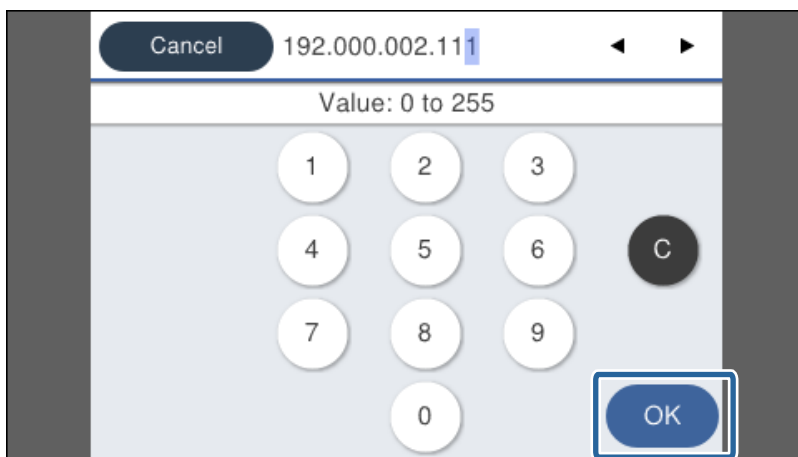 Cancel 192.000.002.111 ◄ ►
Value: 0 to 255
1 2 3
4 5 6 C
7 8 9
0 OK